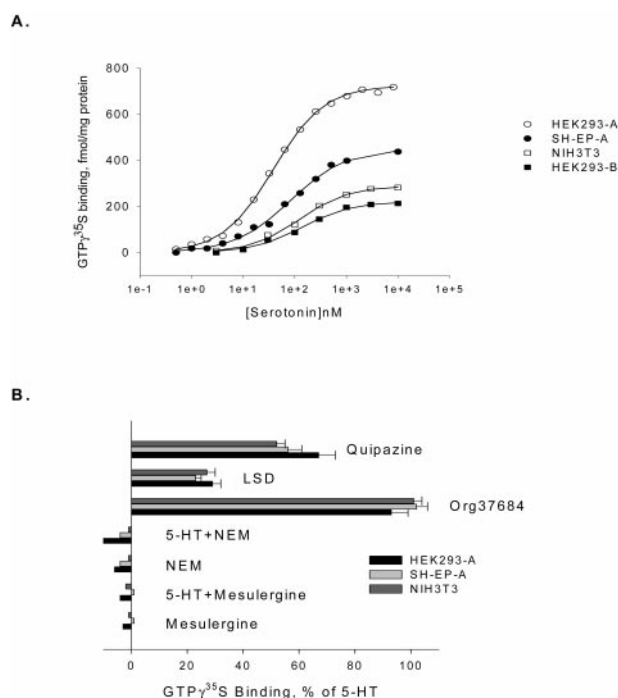 A.
800
600
400
200
0
GTPγ³⁵S binding, fmol/mg protein
1e-1 1e+0 1e+1 1e+2 1e+3 1e+4 1e+5
[Serotonin]nM
HEK293-A
SH-EP-A
NIH3T3
HEK293-B
B.
Quipazine
LSD
Org37684
5-HT+NEM
NEM
5-HT+Mesulergine
Mesulergine
HEK293-A
SH-EP-A
NIH3T3
0 20 40 60 80 100
GTPγ³⁵S Binding, % of 5-HT